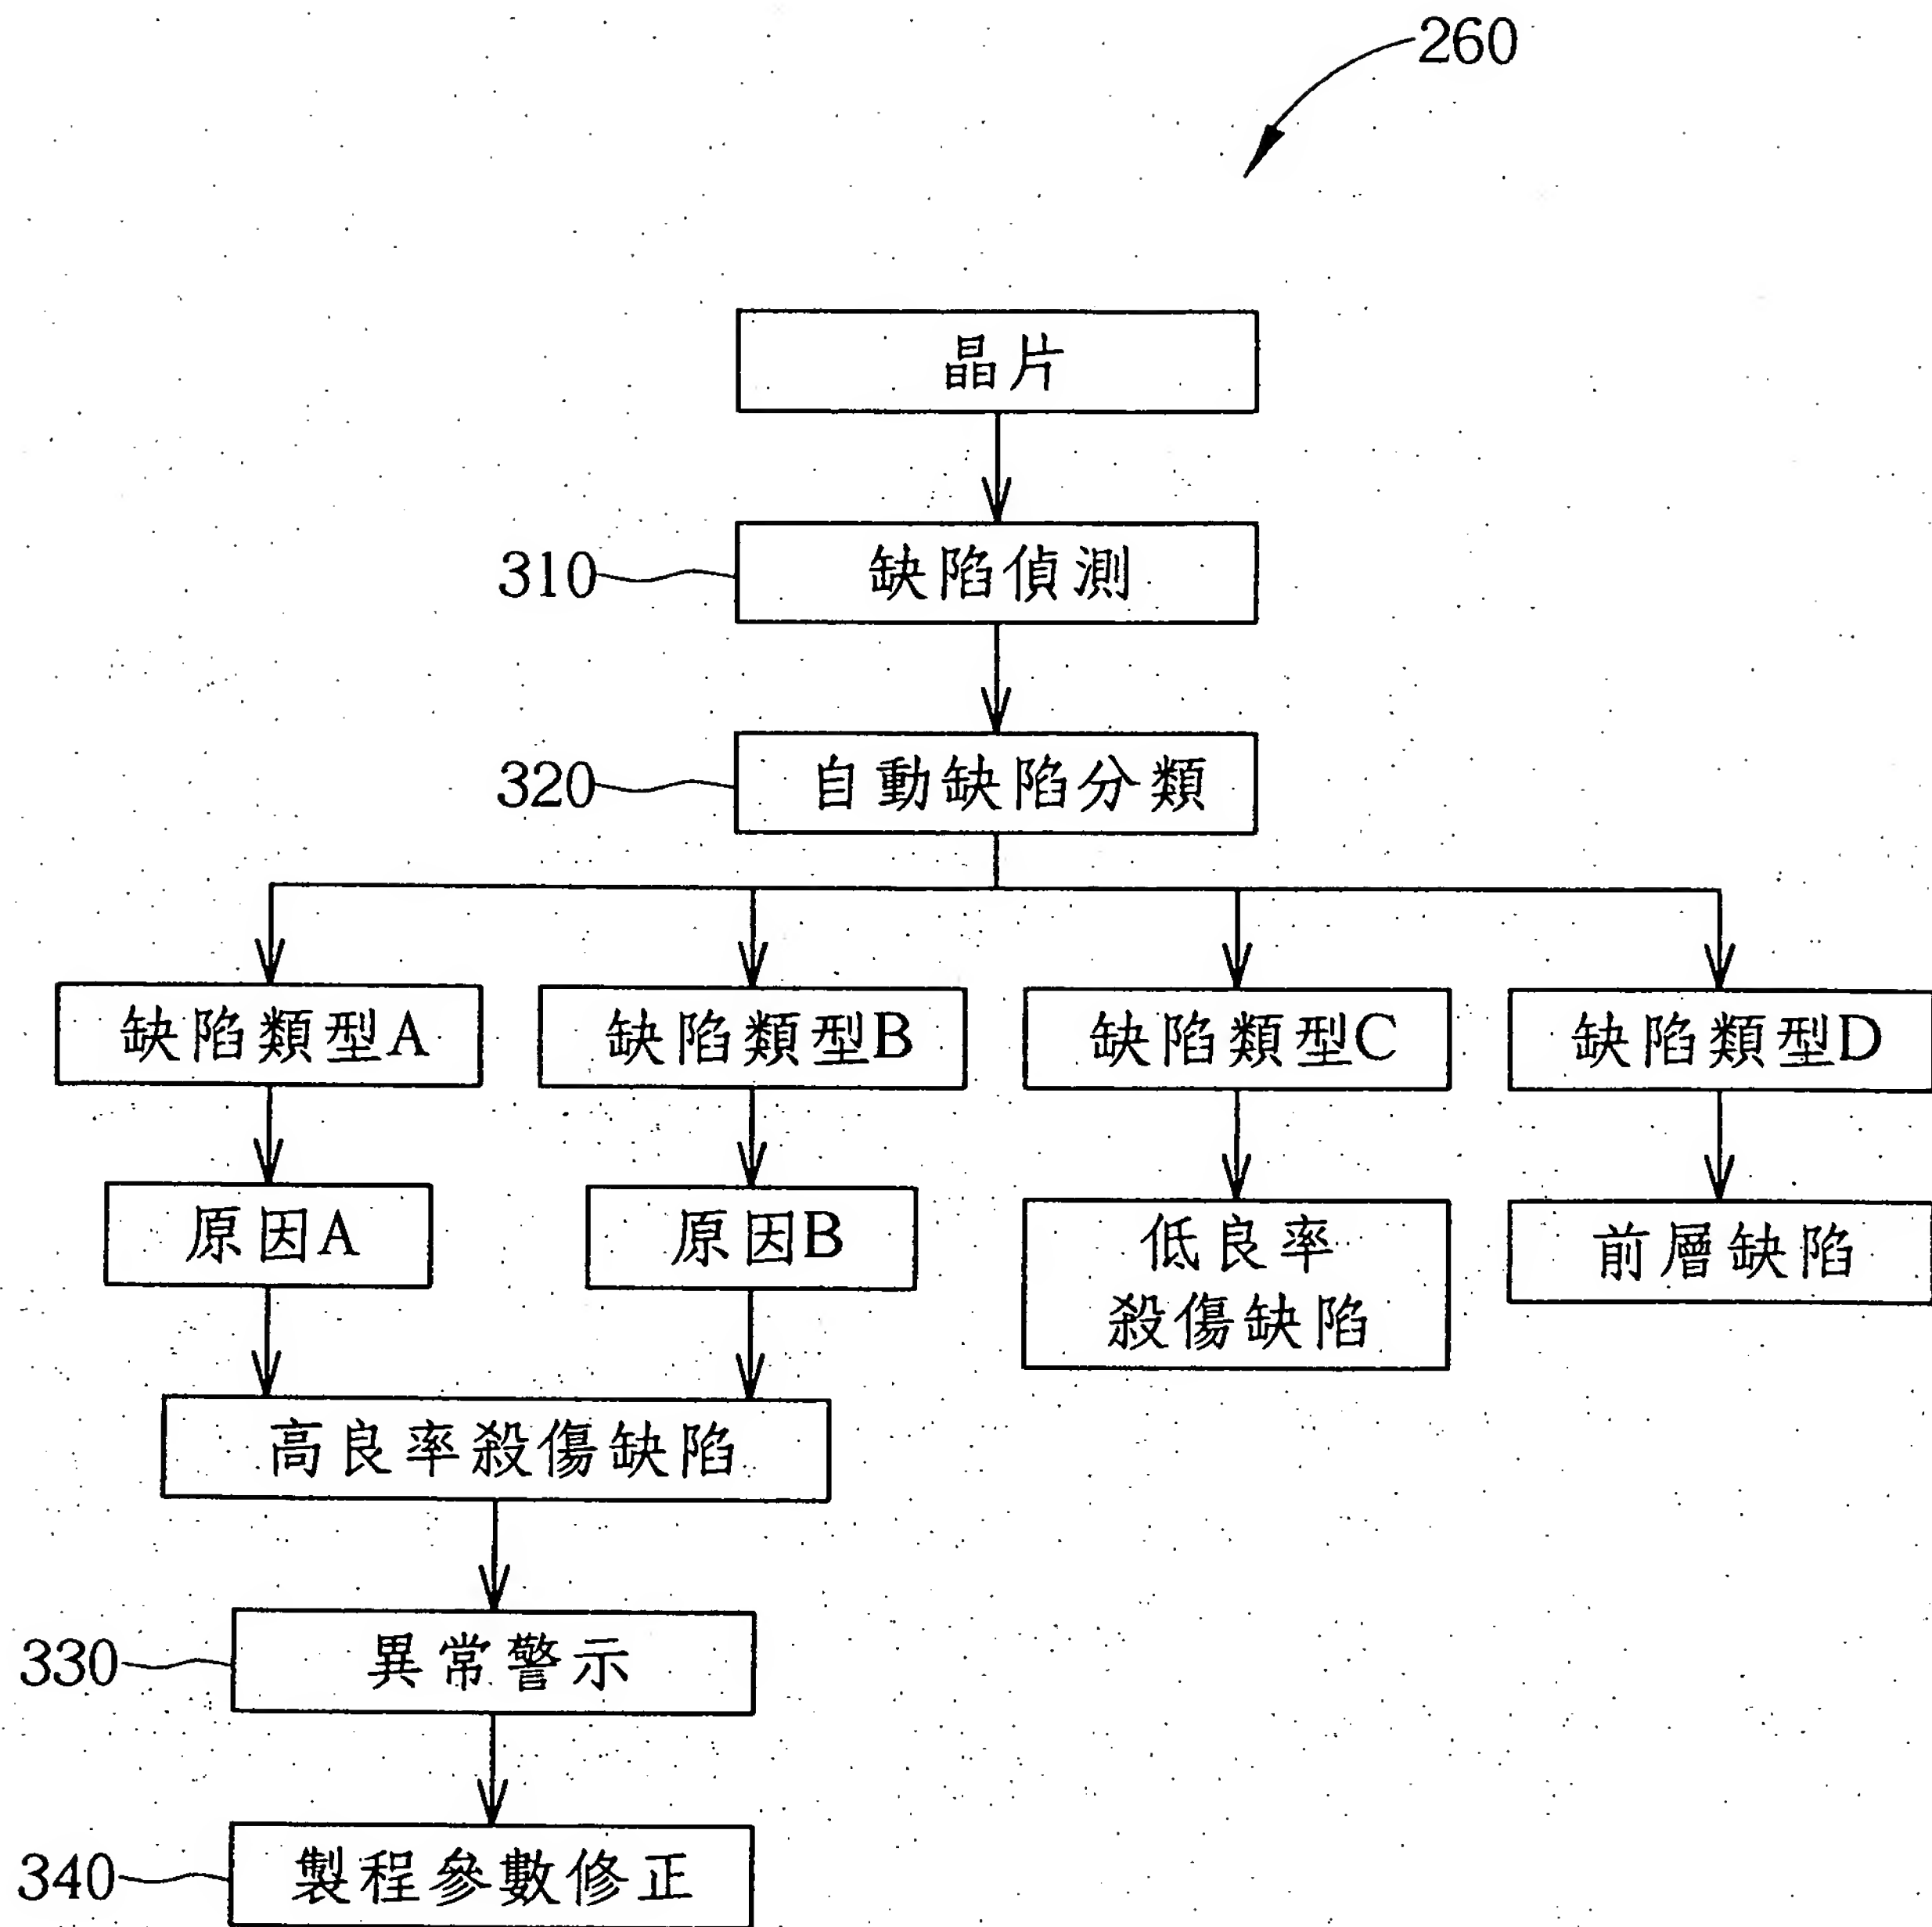 260
晶片
310
缺陷偵測
320
自動缺陷分類
缺陷類型A
缺陷類型B
缺陷類型C
缺陷類型D
原因A
原因B
低良率
殺傷缺陷
前層缺陷
高良率殺傷缺陷
330
異常警示
340
製程參數修正